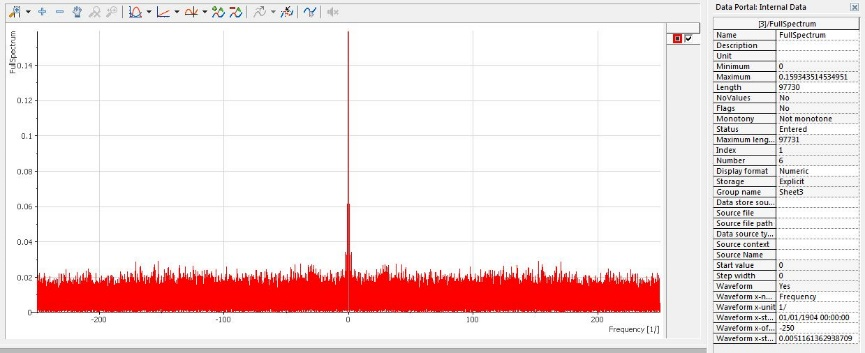 Data Portal: Internal Data
[3]/FullSpectrum
Name FullSpectrum
Description
Unit
Minimum 0
Maximum 0.159343514534951
Length 97730
NoValues No
Flags No
Monotony Not monotone
Status Entered
Maximum leng... 97731
Index 1
Number 6
Display format Numeric
Storage Explicit
Group name Sheet3
Data store sou...
Source file
Source file path
Data source ty...
Source context
Source Name
Start value 0
Step width 0
Waveform Yes
Waveform x-n... Frequency
Waveform x-unit 1/
Waveform x-st... 01/01/1904 00:00:00
Waveform x-of... -250
Waveform x-st... 0.0051161362938709
FullSpectrum
0.14
0.12
0.1
0.08
0.06
0.04
0.02
0
-200 -100 0 100 200
Frequency [1/]